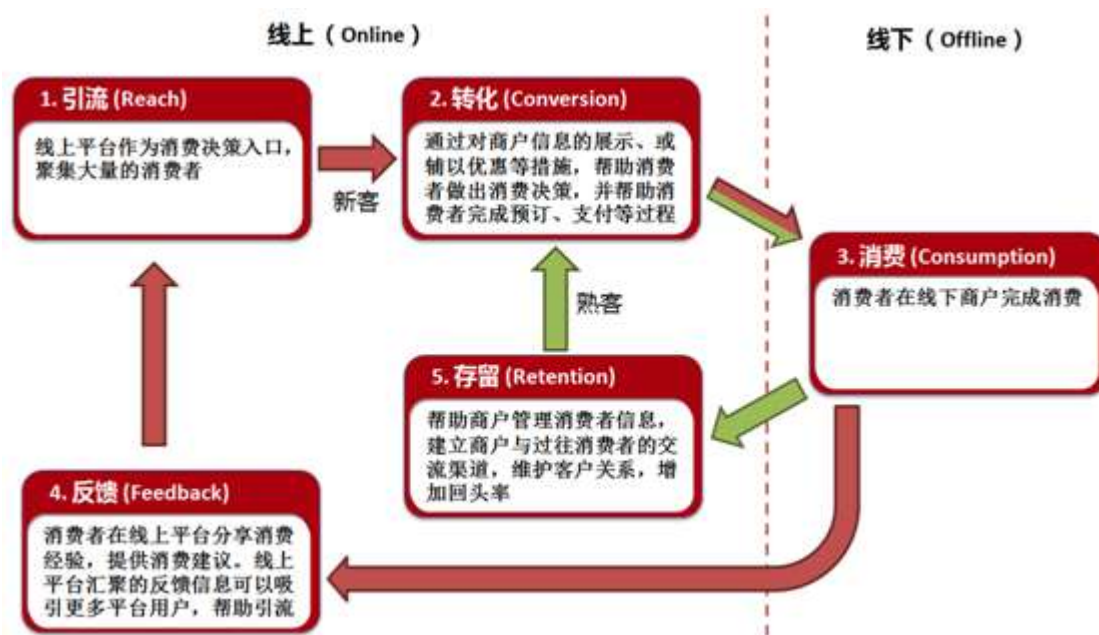 线上（Online）
线下（Offline）
1. 引流 (Reach)
线上平台作为消费决策入口，
聚集大量的消费者
新客
2. 转化 (Conversion)
通过对商户信息的展示、或
辅以优惠等措施，帮助消费
者做出消费决策，并帮助消
费者完成预订、支付等过程
3. 消费 (Consumption)
消费者在线下商户完成消费
熟客
5. 存留 (Retention)
帮助商户管理消费者信息，
建立商户与过往消费者的交
流渠道，维护客户关系，增
加回头率
4. 反馈 (Feedback)
消费者在线上平台分享消费
经验，提供消费建议。线上
平台汇聚的反馈信息可以吸
引更多平台用户，帮助引流